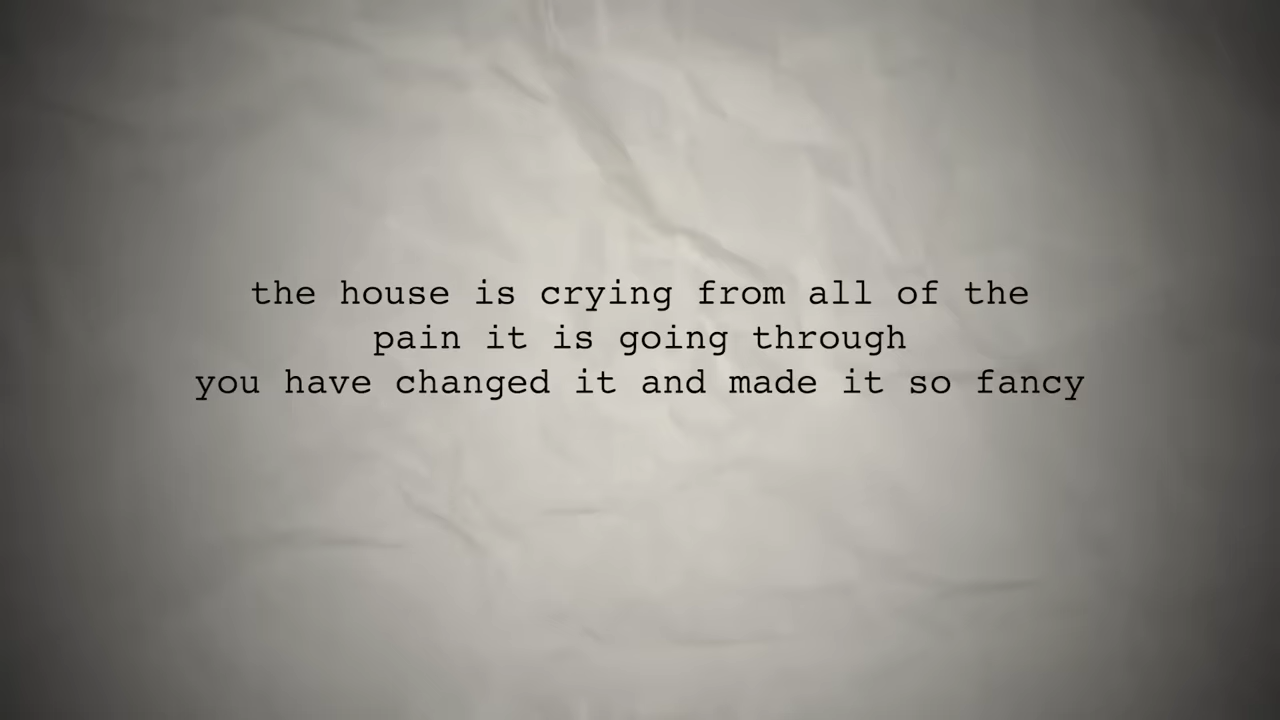 the house is crying from all of the
pain it is going through
you have changed it and made it so fancy